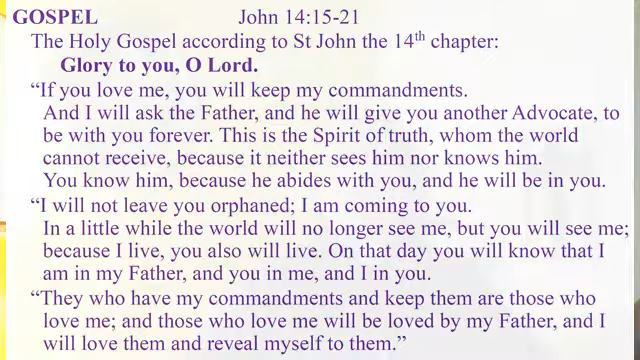 GOSPEL John 14:15-21
The Holy Gospel according to St John the 14th chapter:
Glory to you, O Lord.
“If you love me, you will keep my commandments.
And I will ask the Father, and he will give you another Advocate, to
be with you forever. This is the Spirit of truth, whom the world
cannot receive, because it neither sees him nor knows him.
You know him, because he abides with you, and he will be in you.
“I will not leave you orphaned; I am coming to you.
In a little while the world will no longer see me, but you will see me;
because I live, you also will live. On that day you will know that I
am in my Father, and you in me, and I in you.
“They who have my commandments and keep them are those who
love me; and those who love me will be loved by my Father, and I
will love them and reveal myself to them.”